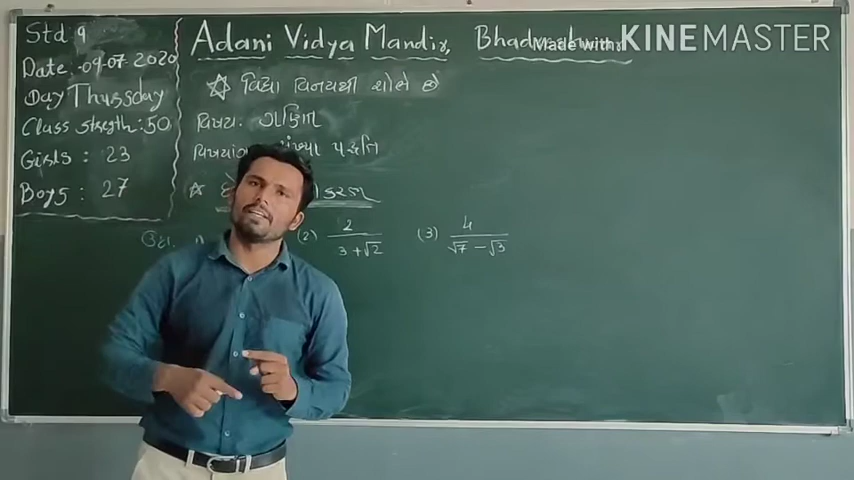 Std 9
Date :- 09-07-2020
Day Thursday
Class Strength : 50
Girls : 23
Boys : 27
Adani Vidya Mandir,
Made with KINEMASTER
વિદ્યા વિનયથી શોભે છે
વિષય: ગણિત
પદ્ધતિ
(2) 2 / 3 + √2
(3) 4 / √7 − √3